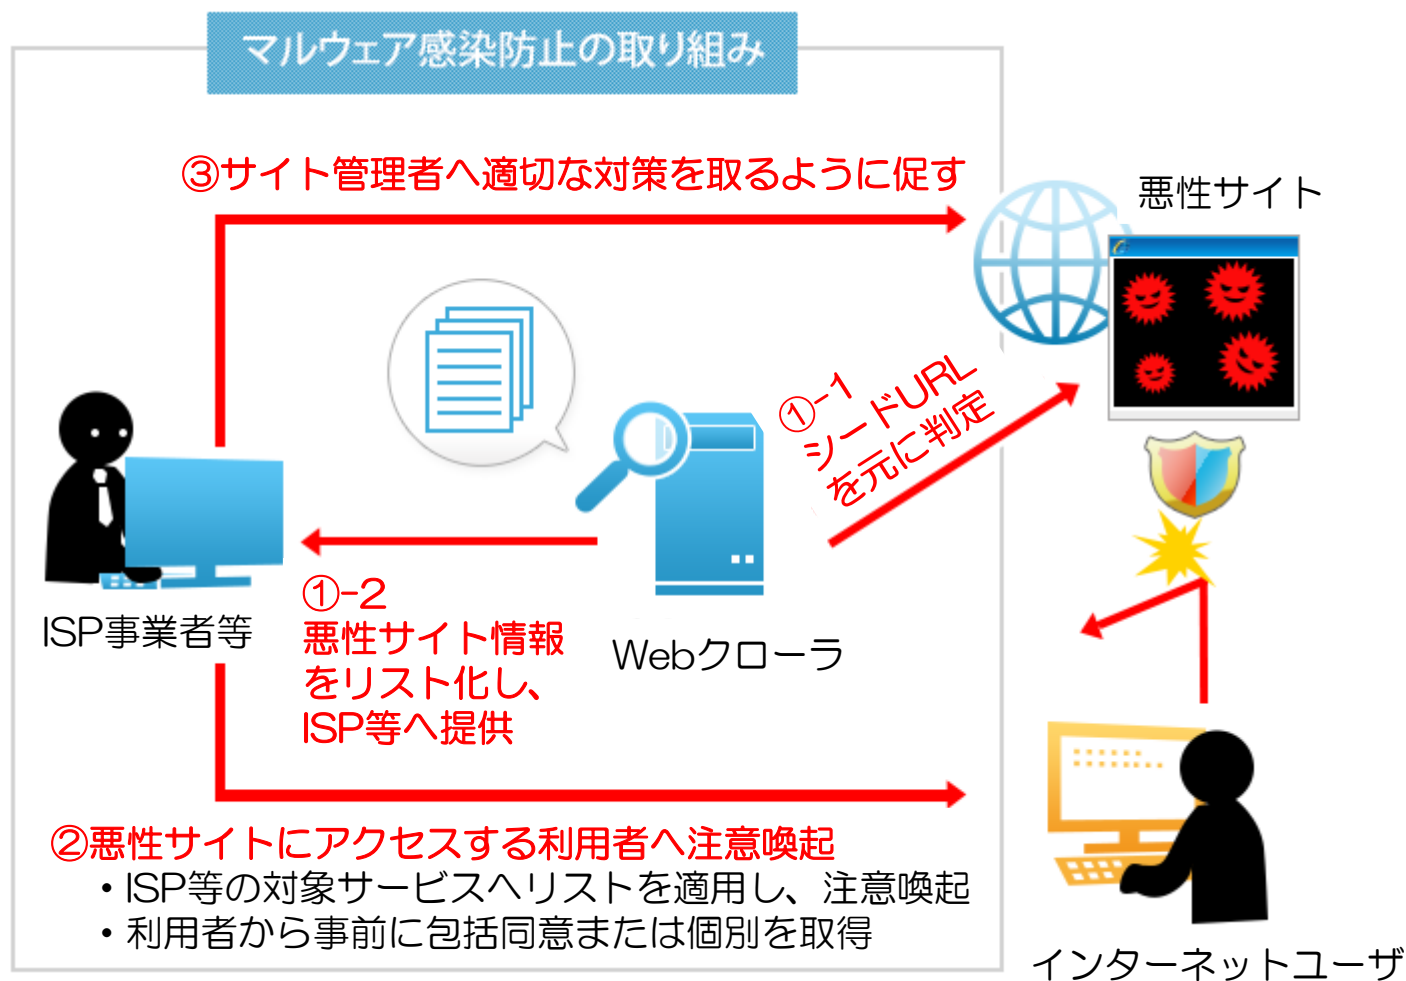 マルウェア感染防止の取り組み
③サイト管理者へ適切な対策を取るように促す
悪性サイト
①-1
シードURL
を元に判定
ISP事業者等
①-2
悪性サイト情報
をリスト化し、
ISP等へ提供
Webクローラ
②悪性サイトにアクセスする利用者へ注意喚起
・ISP等の対象サービスへリストを適用し、注意喚起
・利用者から事前に包括同意または個別を取得
インターネットユーザ